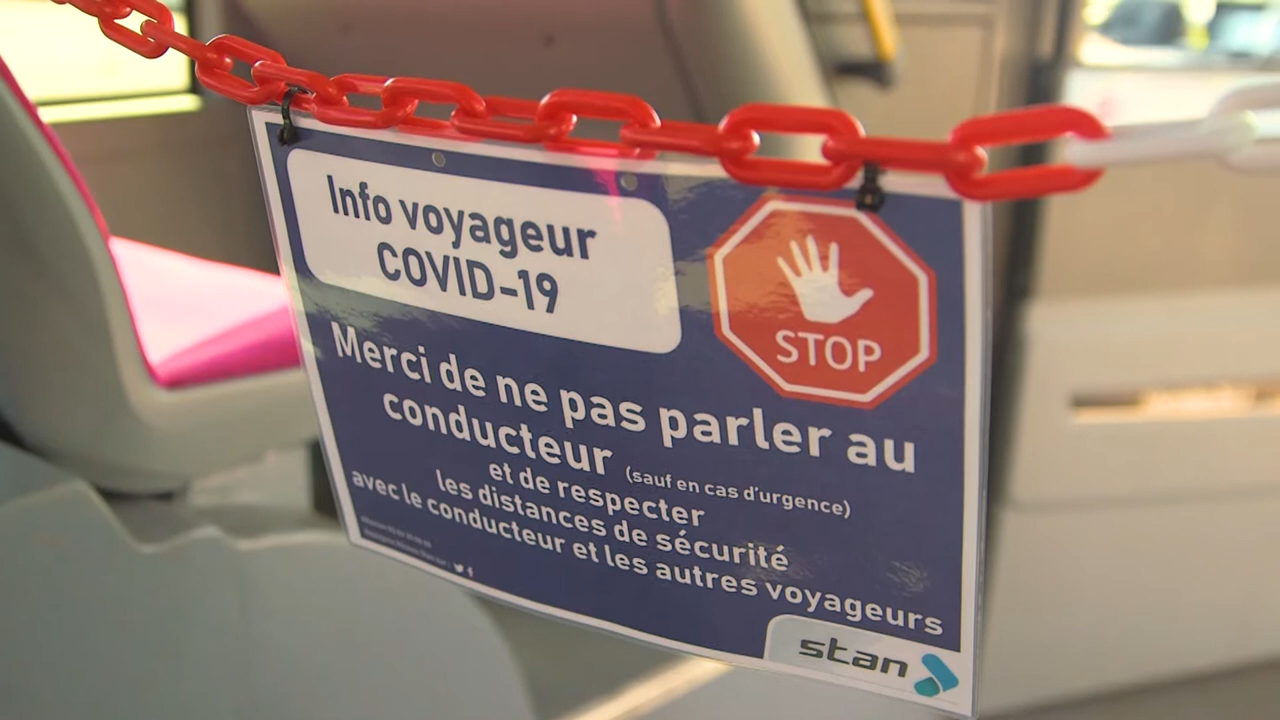 Info voyageur
COVID-19
STOP
Merci de ne pas parler au
conducteur (sauf en cas d'urgence)
et de respecter
les distances de sécurité
avec le conducteur et les autres voyageurs
stan